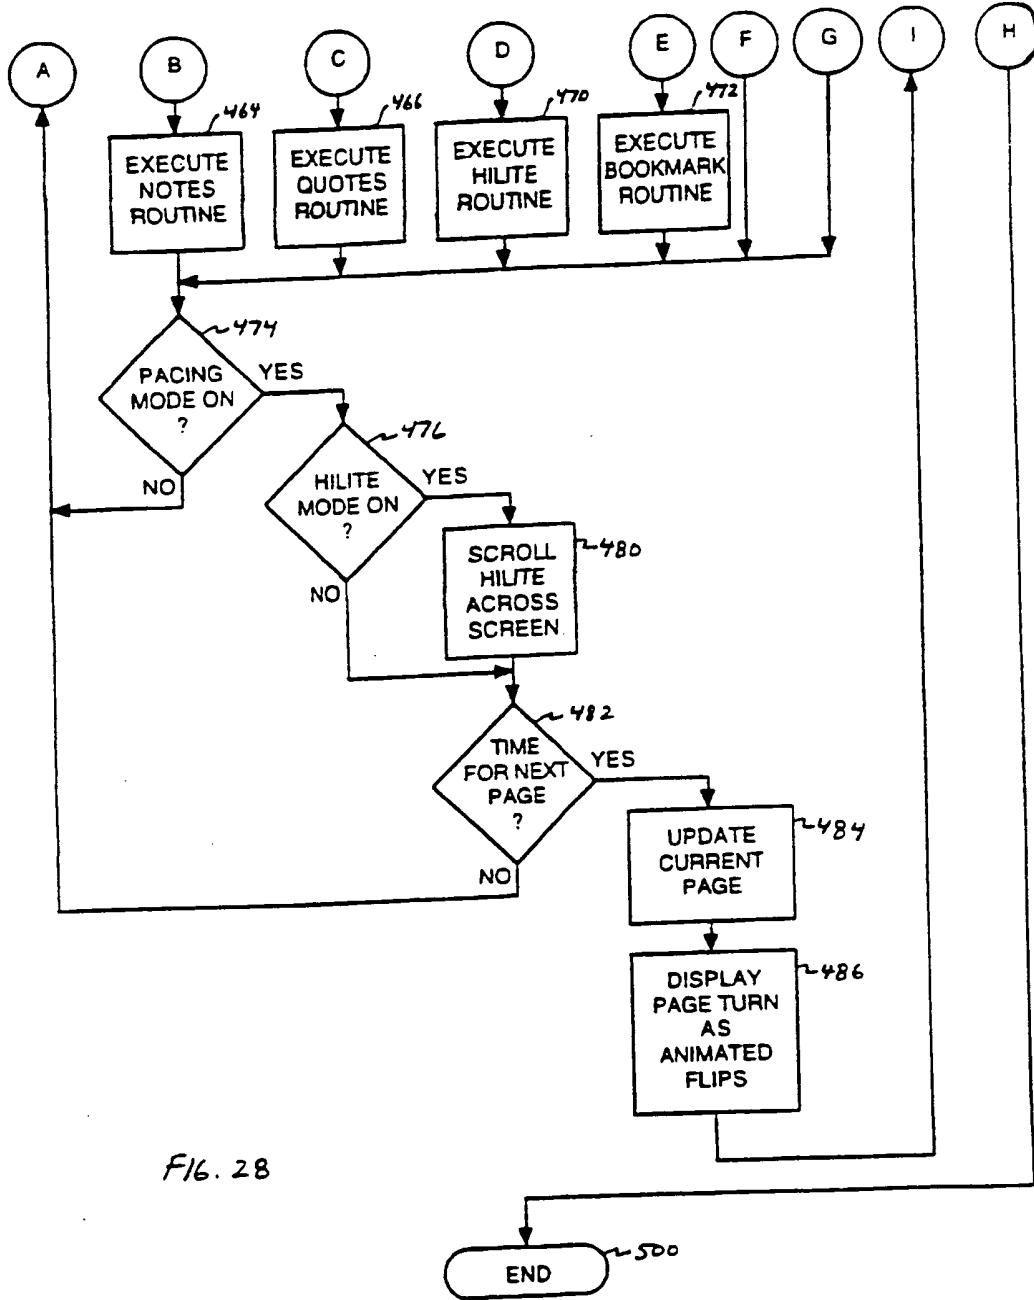 A
B
C
D
E
F
G
I
H
464
466
470
472
EXECUTE
NOTES
ROUTINE
EXECUTE
QUOTES
ROUTINE
EXECUTE
HILITE
ROUTINE
EXECUTE
BOOKMARK
ROUTINE
474
PACING
MODE ON
?
YES
NO
476
HILITE
MODE ON
?
YES
NO
480
SCROLL
HILITE
ACROSS
SCREEN
482
TIME
FOR NEXT
PAGE
?
YES
NO
484
UPDATE
CURRENT
PAGE
486
DISPLAY
PAGE TURN
AS
ANIMATED
FLIPS
FIG. 28
500
END